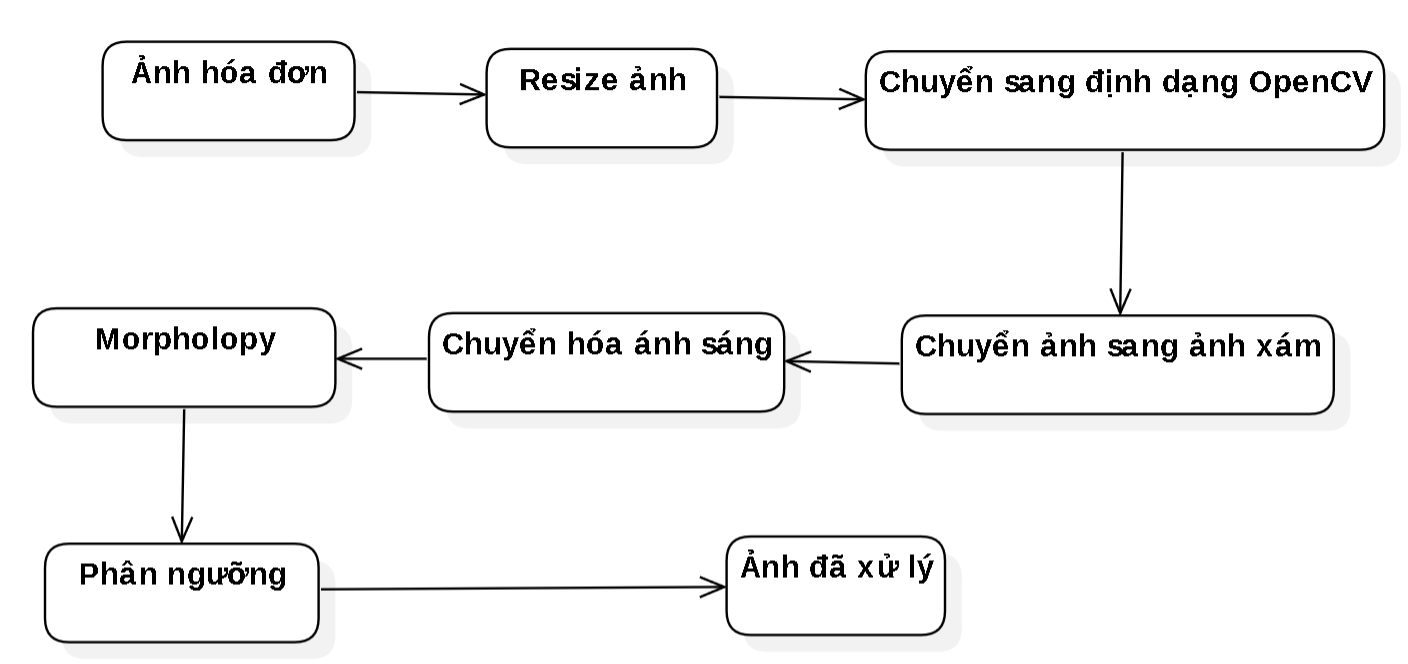 Ảnh hóa đơn
Resize ảnh
Chuyển sang định dạng OpenCV
Chuyển ảnh sang ảnh xám
Chuyển hóa ánh sáng
Morpholopy
Phân ngưỡng
Ảnh đã xử lý